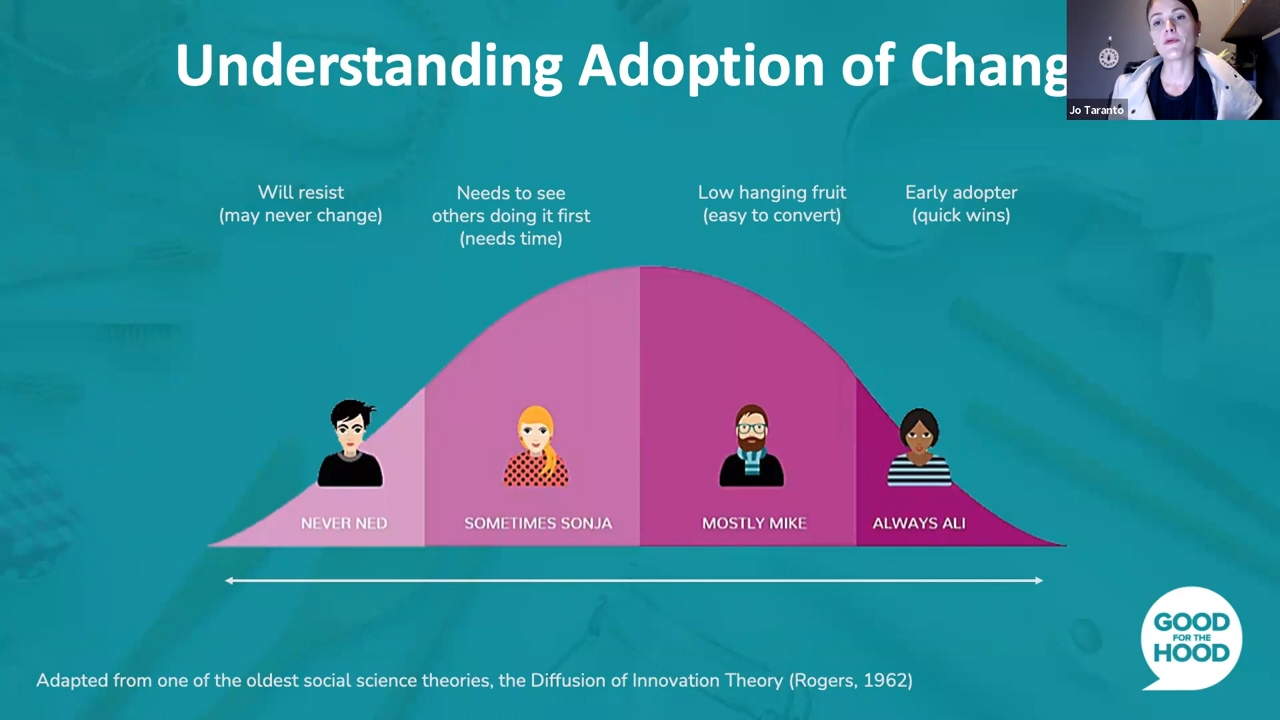 Understanding Adoption of Chang
Jo Taranto
Will resist
(may never change)
Needs to see
others doing it first
(needs time)
Low hanging fruit
(easy to convert)
Early adopter
(quick wins)
NEVER NED
SOMETIMES SONJA
MOSTLY MIKE
ALWAYS ALI
GOOD
FOR THE
HOOD
Adapted from one of the oldest social science theories, the Diffusion of Innovation Theory (Rogers, 1962)